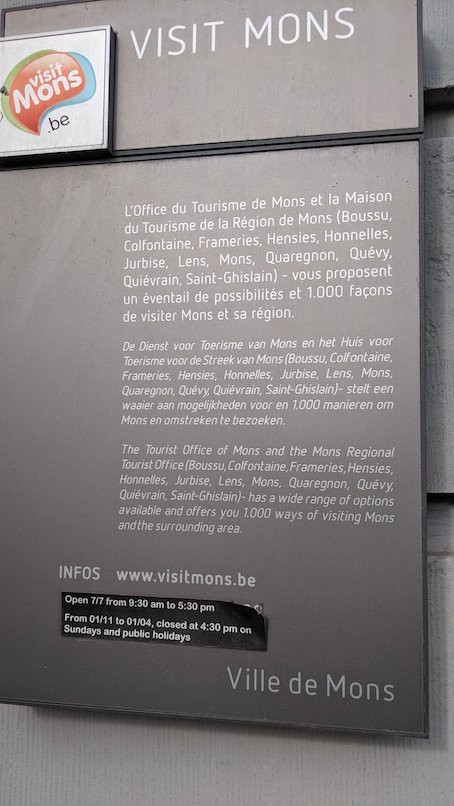 VISIT MONS
visit
Mons
.be
L'Office du Tourisme de Mons et la Maison
du Tourisme de la Région de Mons (Boussu,
Colfontaine, Frameries, Hensies, Honnelles,
Jurbise, Lens, Mons, Quaregnon, Quévy,
Quiévrain, Saint-Ghislain) - vous proposent
un éventail de possibilités et 1.000 façons
de visiter Mons et sa région.
De Dienst voor Toerisme van Mons en het Huis voor
Toerisme voor de Streek van Mons (Boussu, Colfontaine,
Frameries, Hensies, Honnelles, Jurbise, Lens, Mons,
Quaregnon, Quévy, Quiévrain, Saint-Ghislain)- stelt een
waaier aan mogelijkheden voor en 1.000 manieren om
Mons en omstreken te bezoeken.
The Tourist Office of Mons and the Mons Regional
Tourist Office (Boussu, Colfontaine, Frameries, Hensies,
Honnelles, Jurbise, Lens, Mons, Quaregnon, Quévy,
Quiévrain, Saint-Ghislain)- has a wide range of options
available and offers you 1.000 ways of visiting Mons
and the surrounding area.
INFOS www.visitmons.be
Open 7/7 from 9:30 am to 5:30 pm
From 01/11 to 01/04, closed at 4:30 pm on
Sundays and public holidays
Ville de Mons